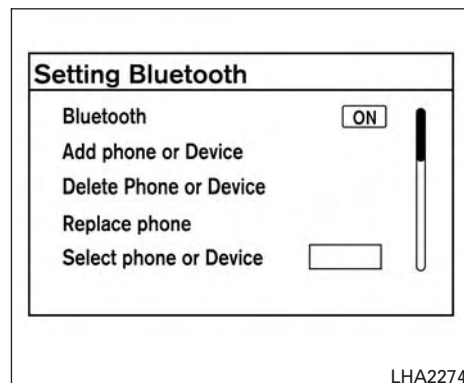 Setting Bluetooth
Bluetooth ON
Add phone or Device
Delete Phone or Device
Replace phone
Select phone or Device
LHA2274